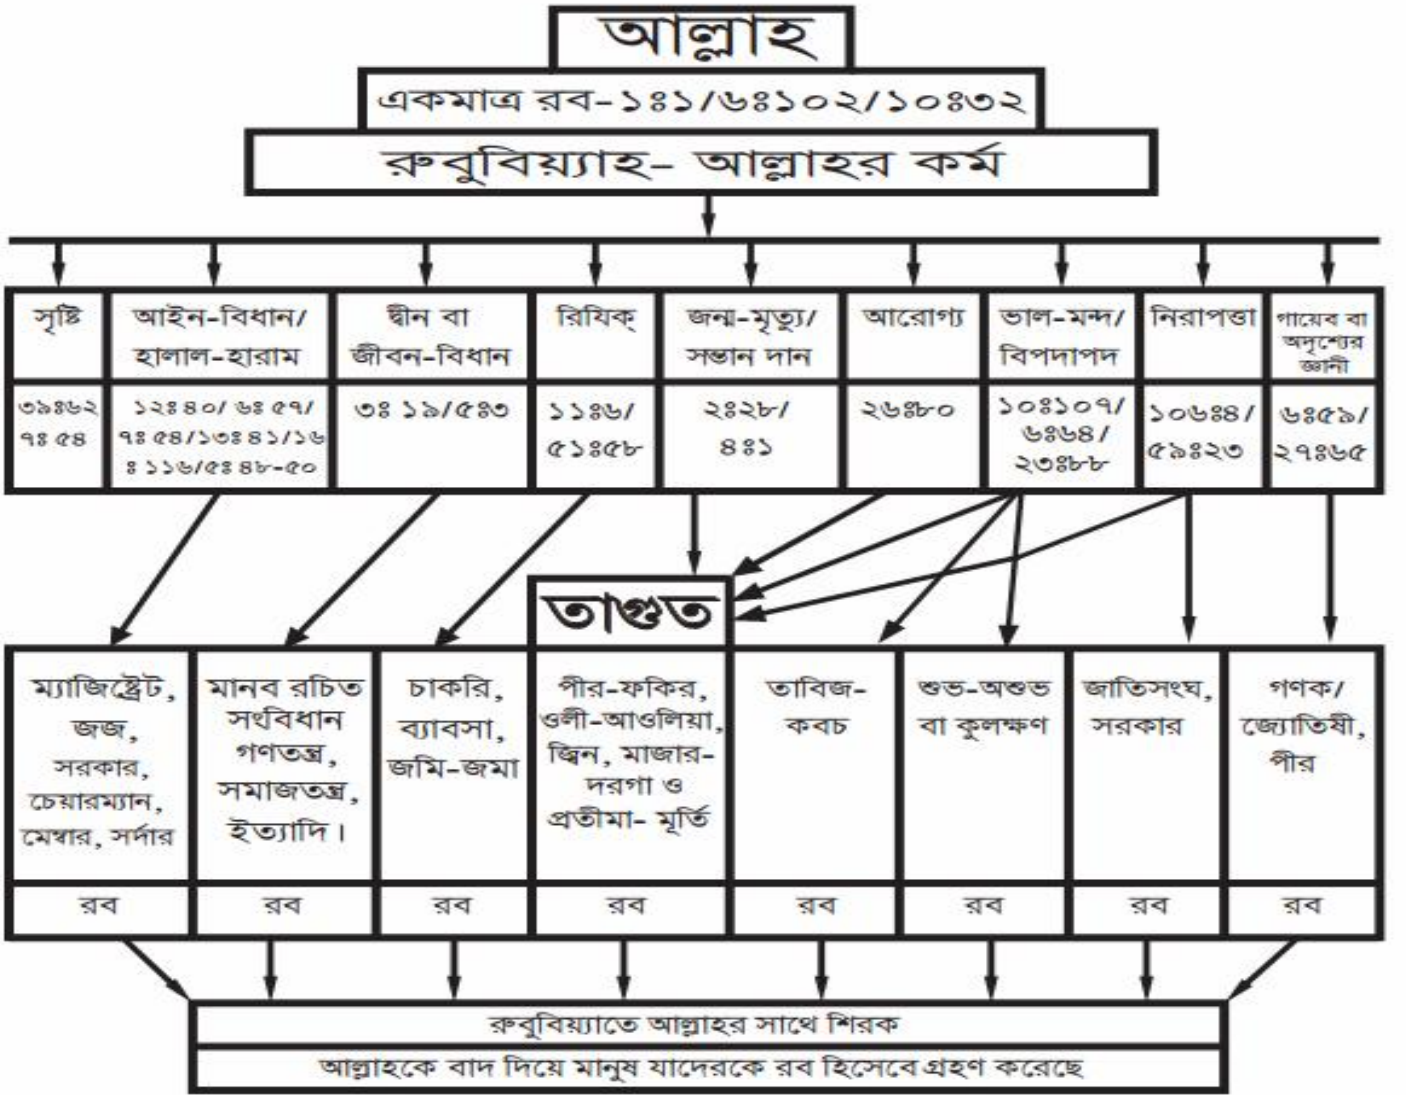 আল্লাহ
একমাত্র রব-১ঃ১/৬ঃ১০২/১০ঃ৩২
রুবুবিয়্যাহ- আল্লাহর কর্ম
সৃষ্টি
আইন-বিধান/
হালাল-হারাম
দ্বীন বা
জীবন-বিধান
রিযিক্
জন্ম-মৃত্যু/
সন্তান দান
আরোগ্য
ভাল-মন্দ/
বিপদাপদ
নিরাপত্তা
গায়েব বা
অদৃশ্যের
জ্ঞানী
৩৯ঃ৬২
৭ঃ ৫৪
১২ঃ ৪০/ ৬ঃ ৫৭/
৭ঃ ৫৪/১৩ঃ ৪১/১৬
ঃ ১১৬/৫ঃ ৪৮-৫০
৩ঃ ১৯/৫ঃ৩
১১ঃ৬/
৫১ঃ৫৮
২ঃ২৮/
৪ঃ১
২৬ঃ৮০
১০ঃ১০৭/
৬ঃ৬৪/
২৩ঃ৮৮
১০৬ঃ৪/
৫৯ঃ২৩
৬ঃ৫৯/
২৭ঃ৬৫
তাগুত
ম্যাজিষ্ট্রেট,
জজ,
সরকার,
চেয়ারম্যান,
মেম্বার, সর্দার
মানব রচিত
সংবিধান
গণতন্ত্র,
সমাজতন্ত্র,
ইত্যাদি।
চাকরি,
ব্যাবসা,
জমি-জমা
পীর-ফকির,
ওলী-আওলিয়া,
জ্বিন, মাজার-
দরগা ও
প্রতীমা- মূর্তি
তাবিজ-
কবচ
শুভ-অশুভ
বা কুলক্ষণ
জাতিসংঘ,
সরকার
গণক/
জ্যোতিষী,
পীর
রব
রব
রব
রব
রব
রব
রব
রব
রুবুবিয়্যাতে আল্লাহর সাথে শিরক
আল্লাহকে বাদ দিয়ে মানুষ যাদেরকে রব হিসেবে গ্রহণ করেছে